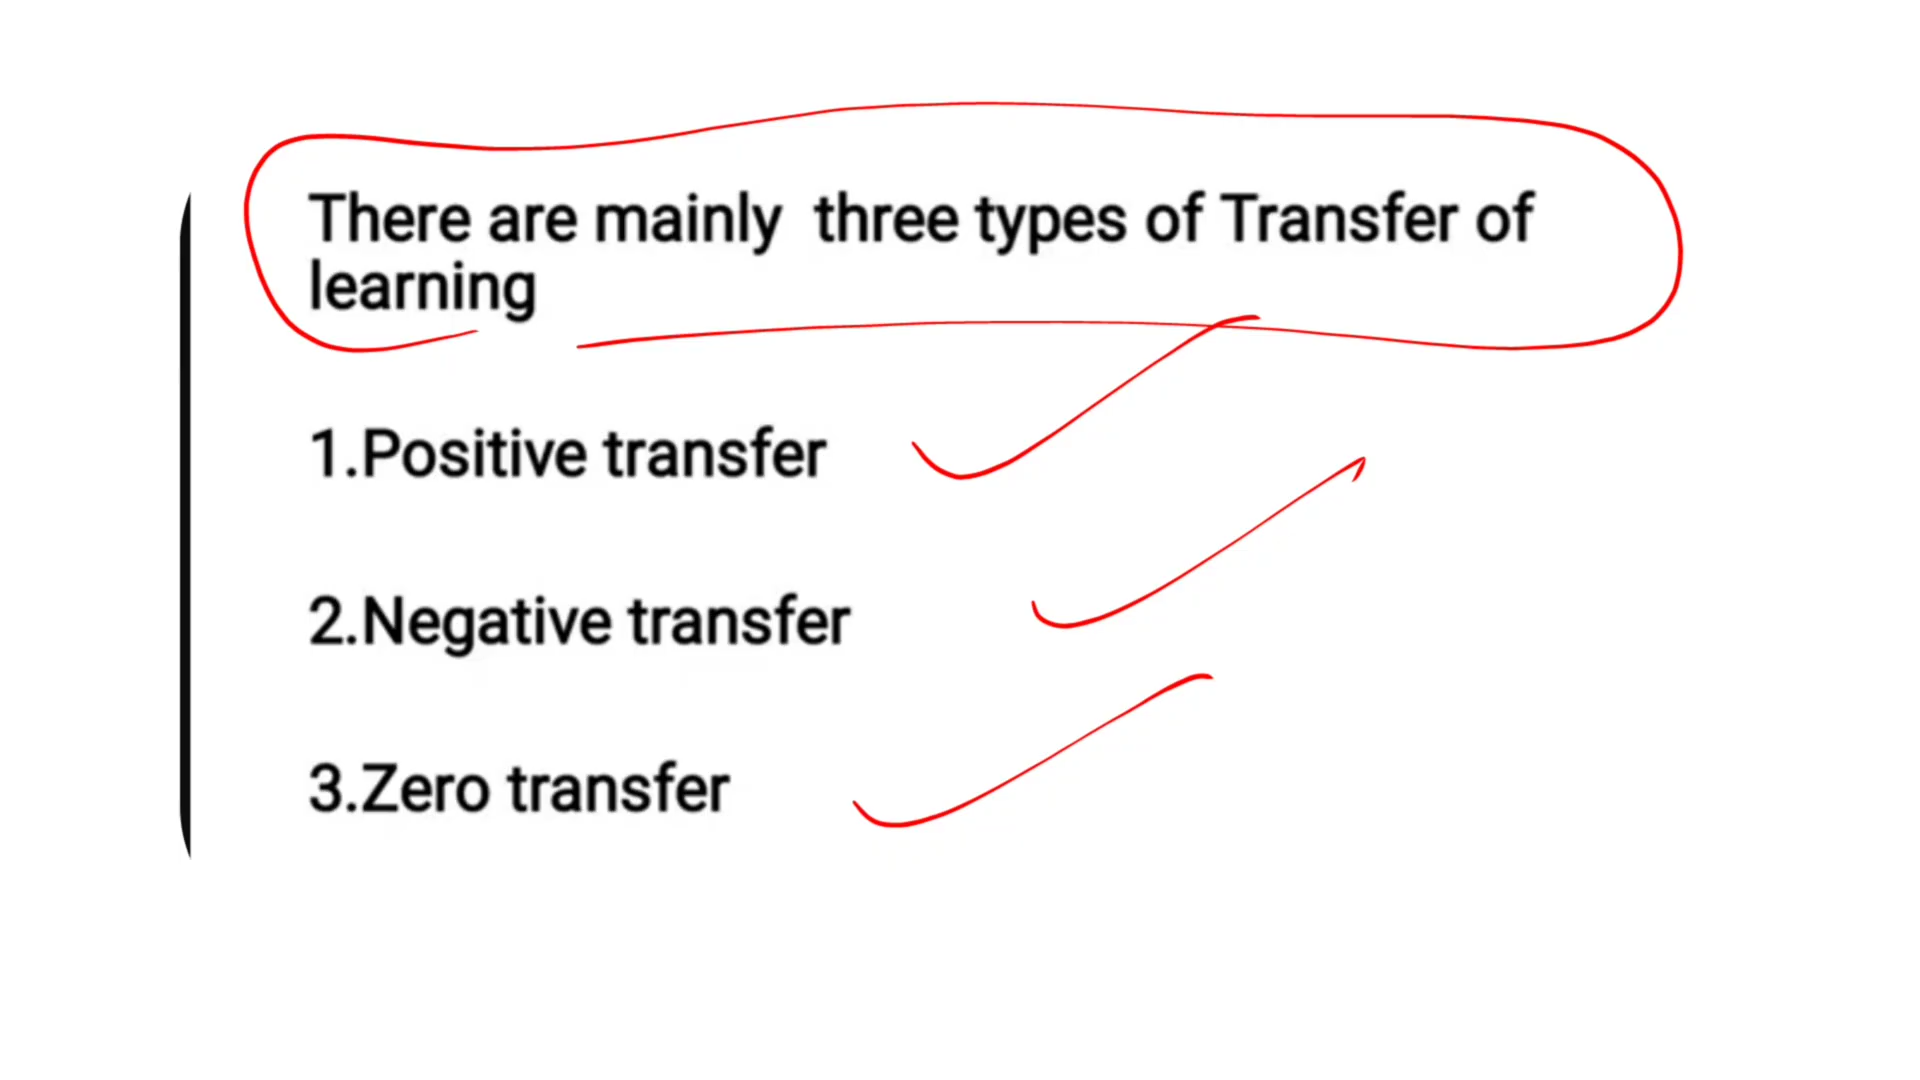 There are mainly  three types of Transfer of
learning
1.Positive transfer
2.Negative transfer
3.Zero transfer